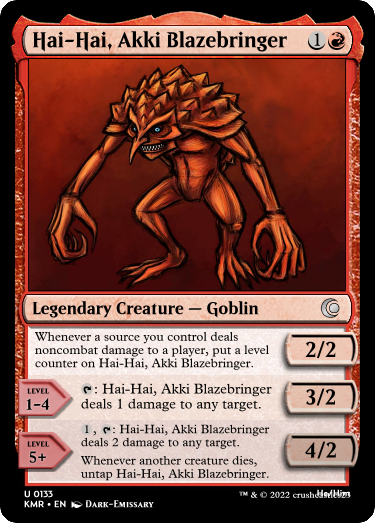 Hai-Hai, Akki Blazebringer 1
Legendary Creature — Goblin
Whenever a source you control deals
noncombat damage to a player, put a level
counter on Hai-Hai, Akki Blazebringer.
2/2
LEVEL
1-4
: Hai-Hai, Akki Blazebringer
deals 1 damage to any target.
3/2
LEVEL
5+
1, : Hai-Hai, Akki Blazebringer
deals 2 damage to any target.
Whenever another creature dies,
untap Hai-Hai, Akki Blazebringer.
4/2
U 0133
KMR • EN Dark-Emissary
™ & © 2022
He/Him